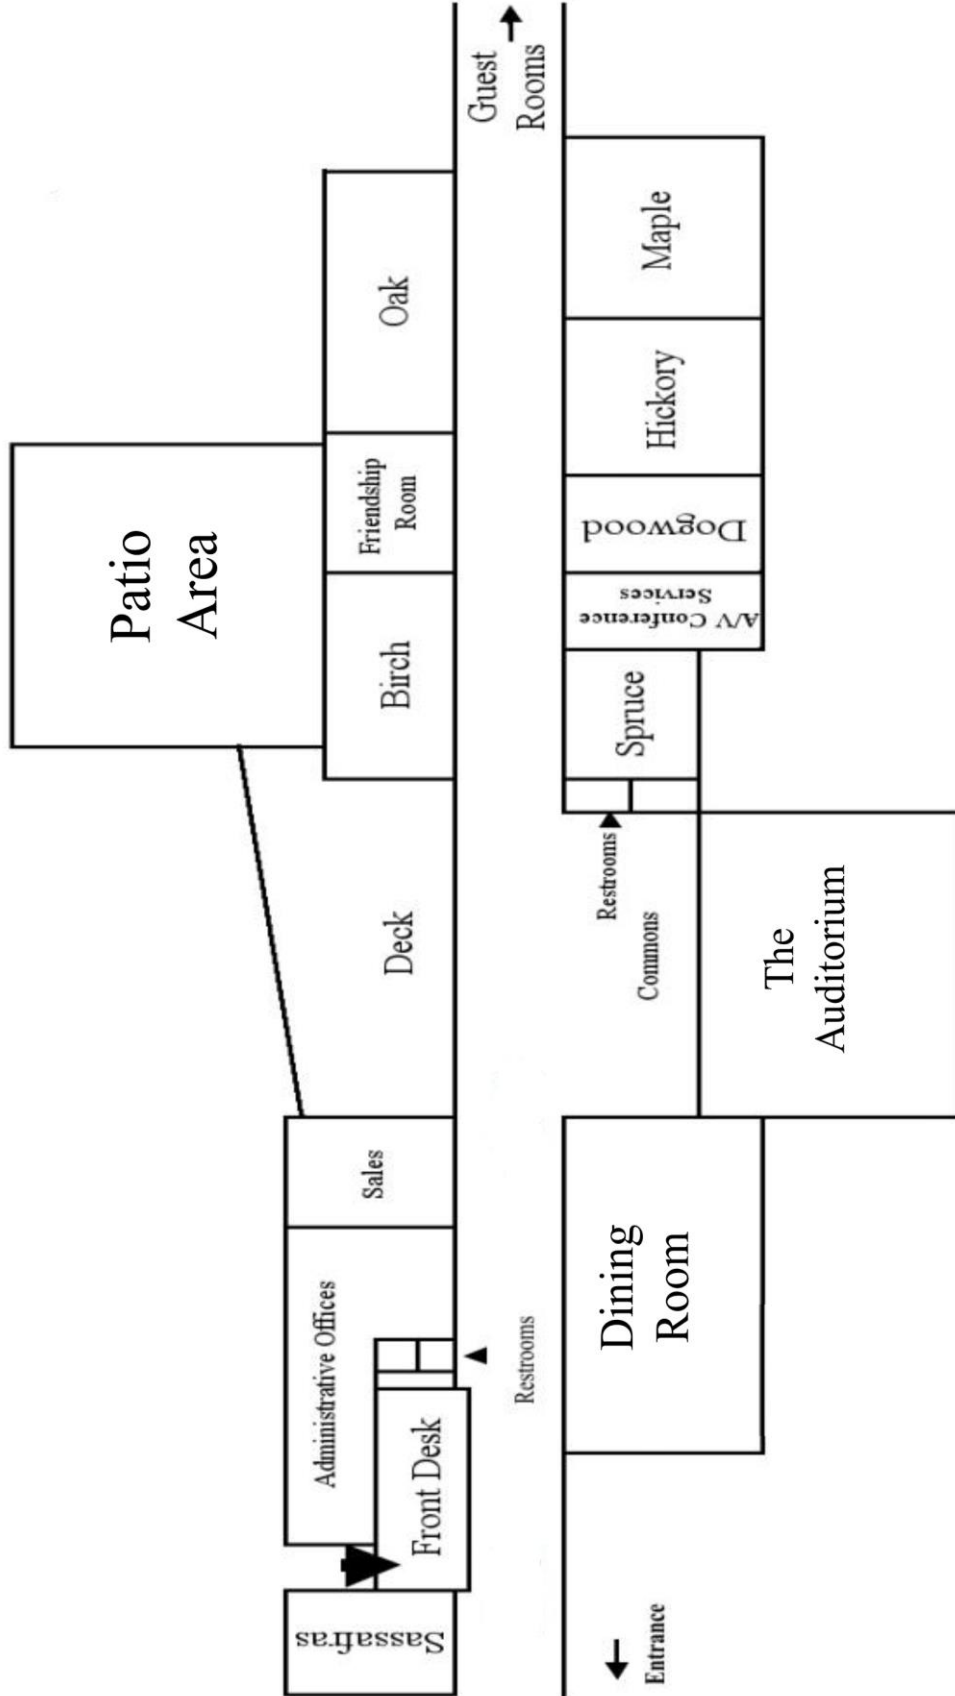 Guest
Rooms
Patio
Area
Oak
Friendship
Room
Birch
Maple
Hickory
Dogwood
A/V Conference
Services
Spruce
Restrooms
Commons
Deck
The
Auditorium
Sales
Administrative Offices
Restrooms
Dining
Room
Front Desk
Sassafras
Entrance